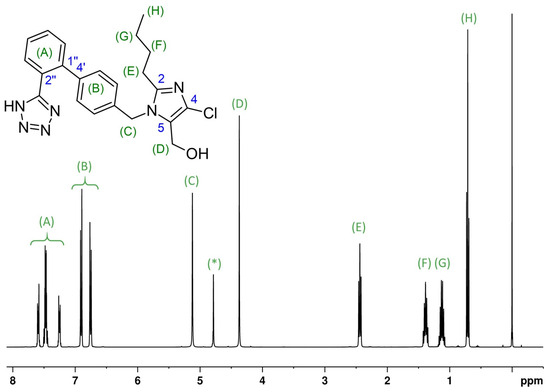 (H)
(G)
(F)
(E)
(A)
1"
4'
(B)
2"
2
N
4
Cl
N
5
HN
N
N
N
(C)
(D)
OH
(H)
(D)
(B)
(A)
(C)
(E)
(*)
(F) (G)
8 7 6 5 4 3 2 1 ppm